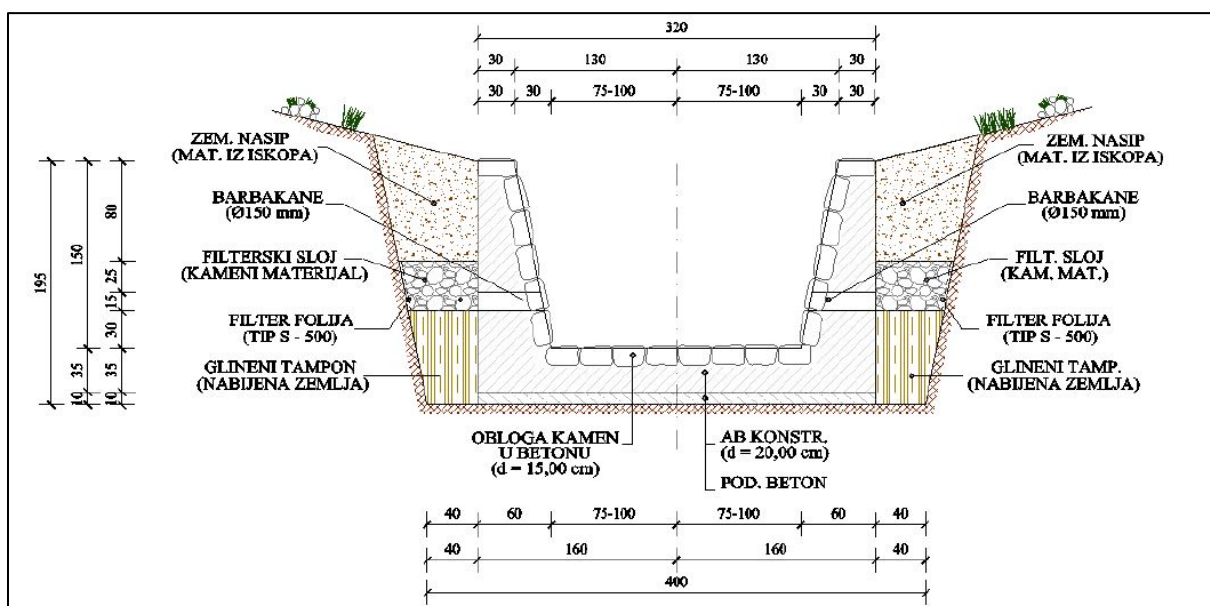 320
30 130 130 30
30 30 75-100 75-100 30 30
ZEM. NASIP
(MAT. IZ ISKOPA)
BARBAKANE
(Ø150 mm)
FILTERSKI SLOJ
(KAMENI MATERIJAL)
FILTER FOLIJA
(TIP S - 500)
GLINENI TAMPON
(NABIJENA ZEMLJA)
195
150 35 10
80 25 15 30 35 10
ZEM. NASIP
(MAT. IZ ISKOPA)
BARBAKANE
(Ø150 mm)
FILT. SLOJ
(KAM. MAT.)
FILTER FOLIJA
(TIP S - 500)
GLINENI TAMP.
(NABIJENA ZEMLJA)
OBLOGA KAMEN
U BETONU
(d = 15,00 cm)
AB KONSTR.
(d = 20,00 cm)
POD. BETON
40 60 75-100 75-100 60 40
40 160 160 40
400